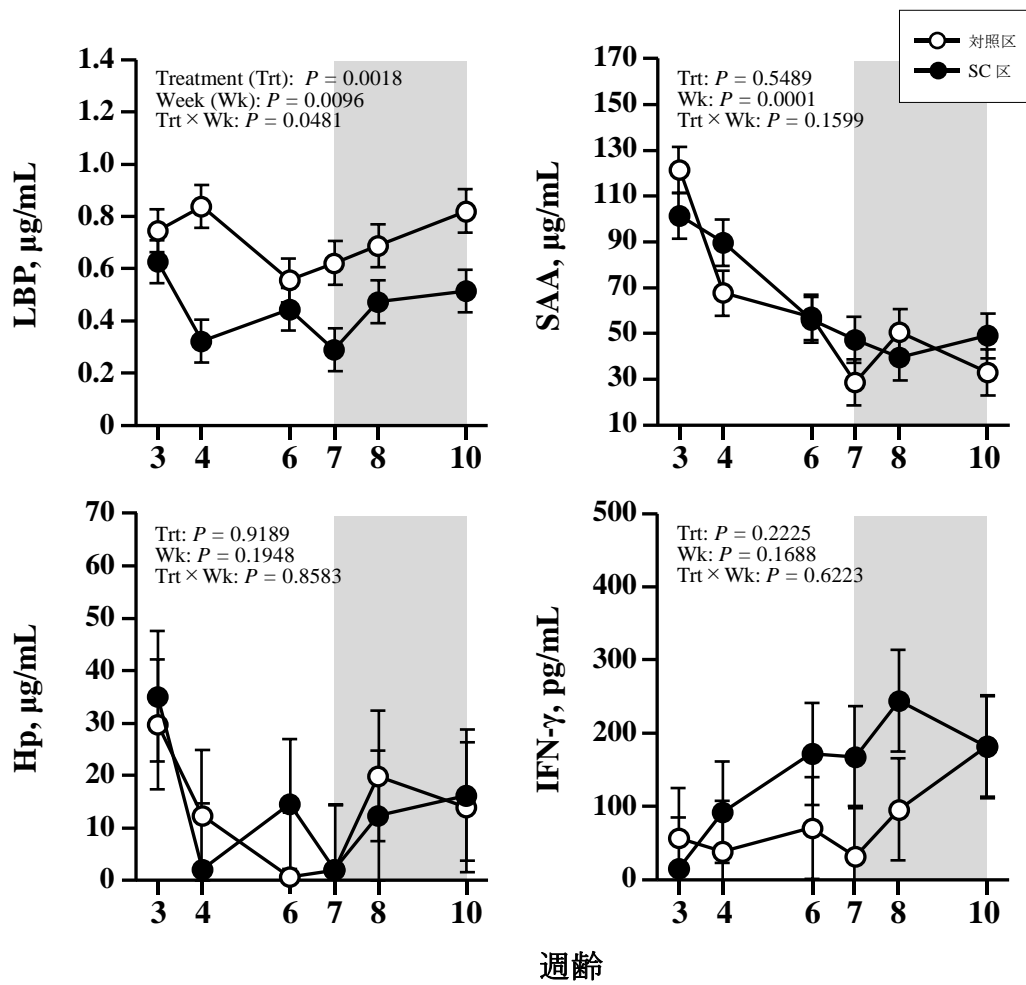 対照区
SC 区
LBP, µg/mL
1.4
1.2
1.0
0.8
0.6
0.4
0.2
0
Treatment (Trt): P = 0.0018
Week (Wk): P = 0.0096
Trt × Wk: P = 0.0481
3 4 6 7 8 10
SAA, µg/mL
170
150
130
110
90
70
50
30
10
Trt: P = 0.5489
Wk: P = 0.0001
Trt × Wk: P = 0.1599
3 4 6 7 8 10
Hp, µg/mL
70
60
50
40
30
20
10
0
Trt: P = 0.9189
Wk: P = 0.1948
Trt × Wk: P = 0.8583
3 4 6 7 8 10
IFN-γ, pg/mL
500
400
300
200
100
0
Trt: P = 0.2225
Wk: P = 0.1688
Trt × Wk: P = 0.6223
3 4 6 7 8 10
週齢